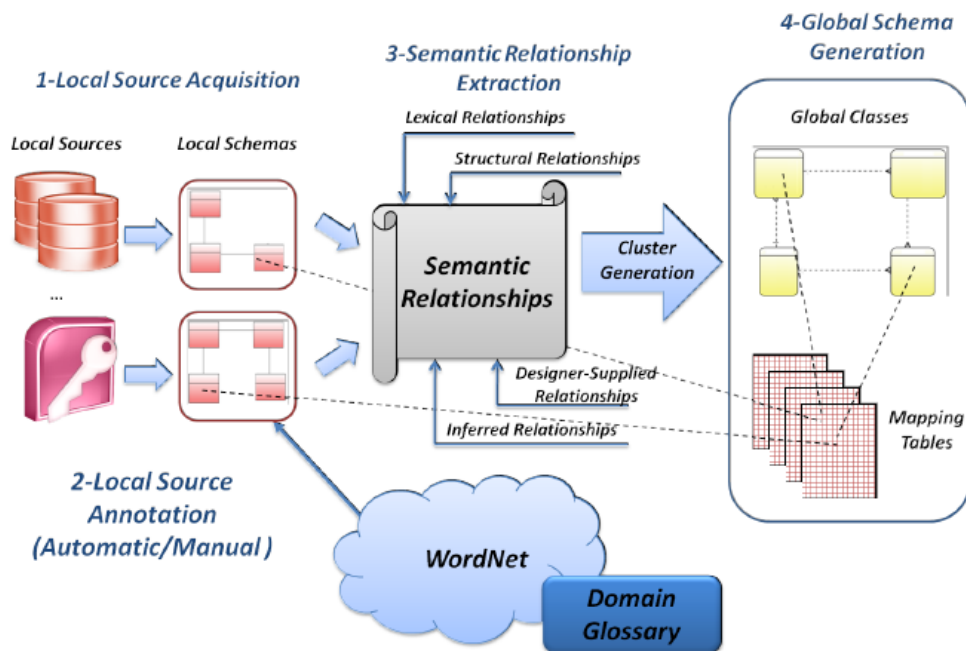 4-Global Schema
Generation
3-Semantic Relationship
Extraction
1-Local Source Acquisition
Lexical Relationships
Global Classes
Local Sources
Local Schemas
Structural Relationships
Semantic
Relationships
Cluster
Generation
...
Designer-Supplied
Relationships
Inferred Relationships
Mapping
Tables
2-Local Source
Annotation
(Automatic/Manual )
WordNet
Domain
Glossary